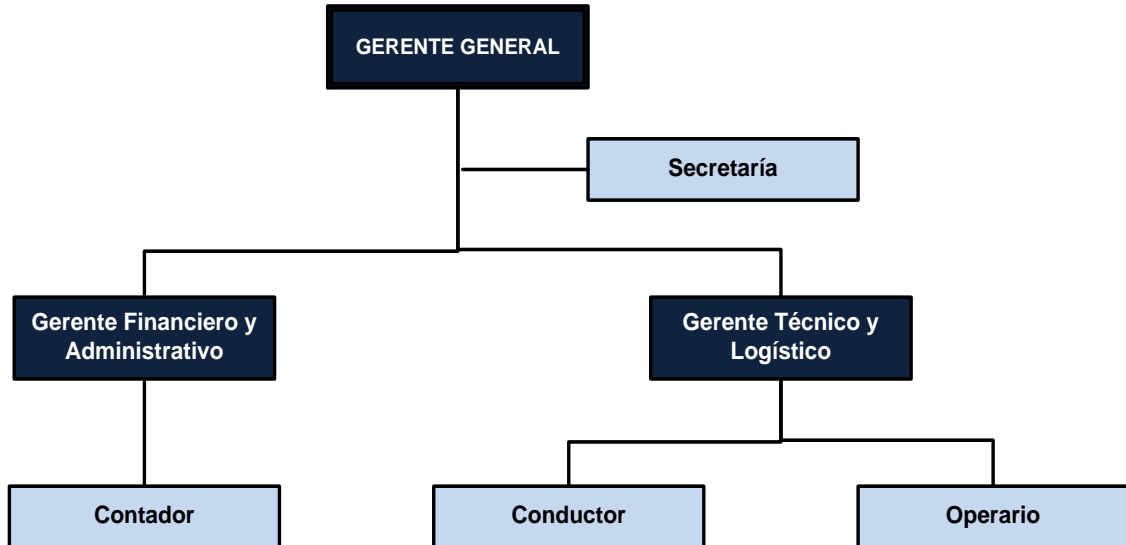 GERENTE GENERAL
Secretaría
Gerente Financiero y
Administrativo
Gerente Técnico y
Logístico
Contador
Conductor
Operario